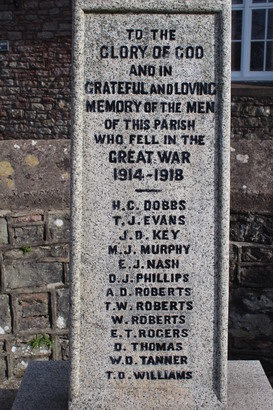 TO THE
GLORY OF GOD
AND IN
GRATEFUL AND LOVING
MEMORY OF THE MEN
OF THIS PARISH
WHO FELL IN THE
GREAT WAR
1914-1918
H.C. DOBBS
T.J. EVANS
J.D. KEY
M.J. MURPHY
E.J. NASH
D.J. PHILLIPS
A.D. ROBERTS
T.W. ROBERTS
W. ROBERTS
E.T. ROGERS
D. THOMAS
W.D. TANNER
T.D. WILLIAMS